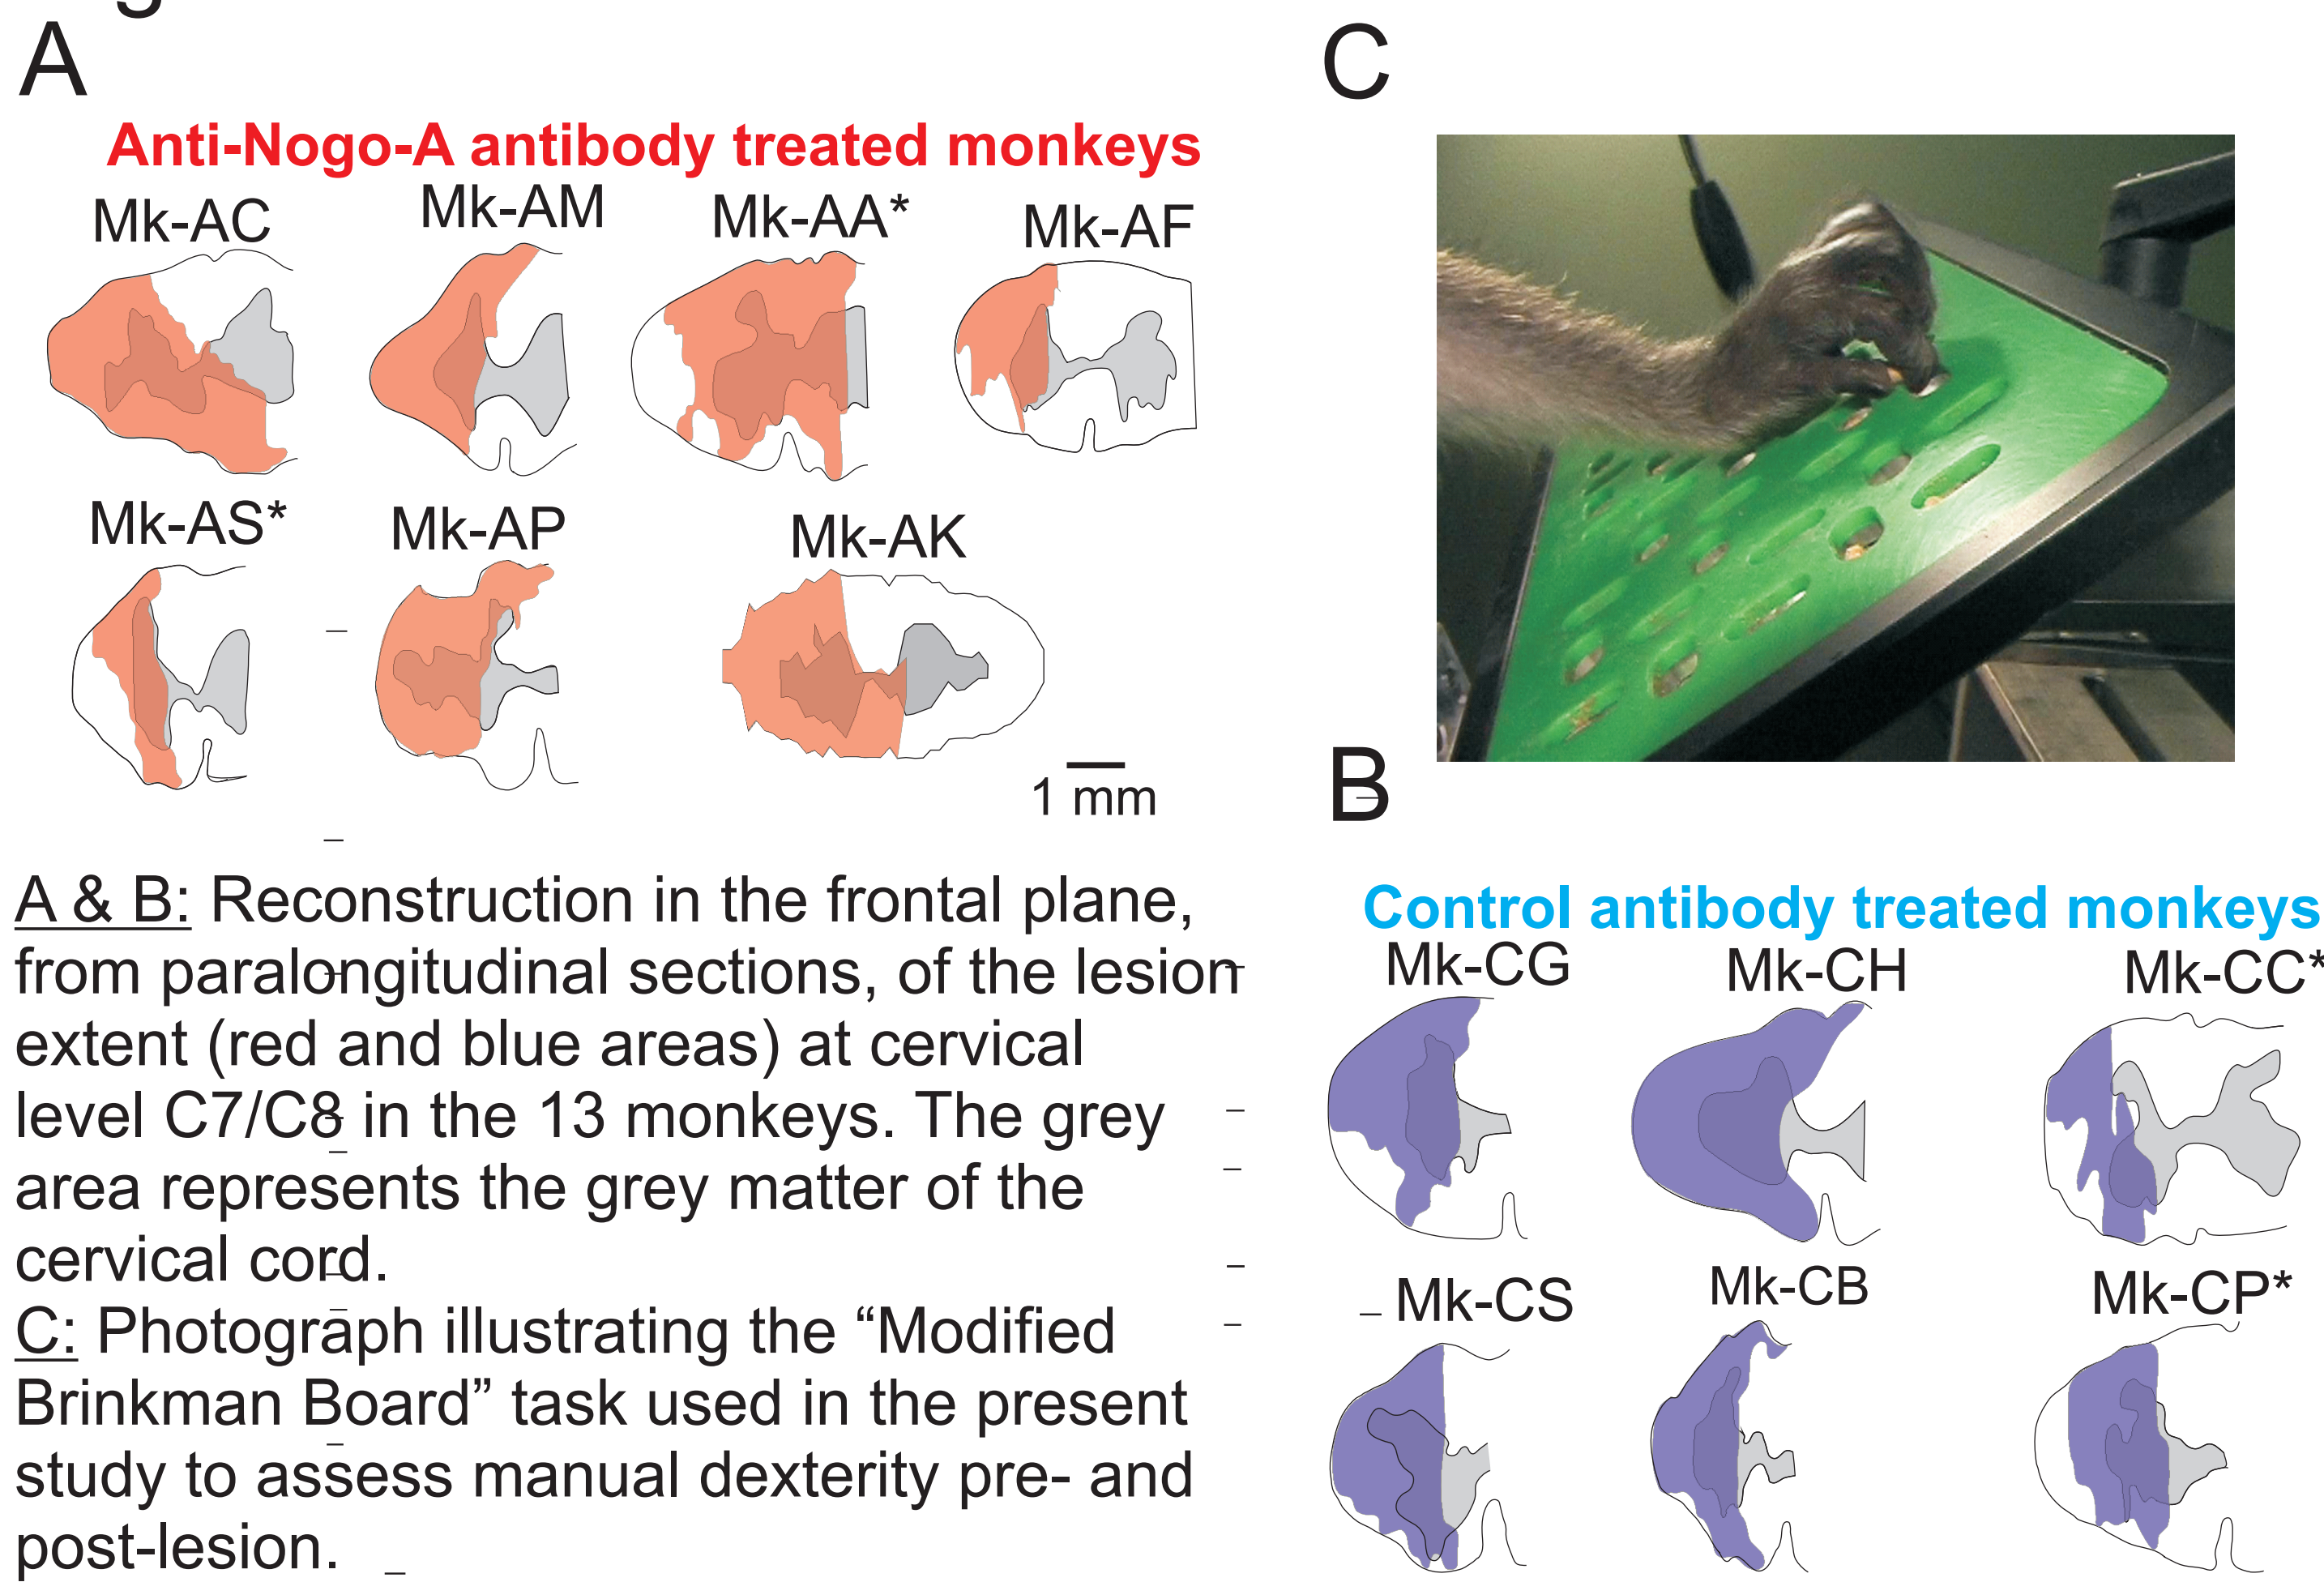 A
Anti-Nogo-A antibody treated monkeys
Mk-AC
Mk-AM
Mk-AA*
Mk-AF
Mk-AS*
Mk-AP
Mk-AK
1 mm
A & B: Reconstruction in the frontal plane,
from paralongitudinal sections, of the lesion
extent (red and blue areas) at cervical
level C7/C8 in the 13 monkeys. The grey
area represents the grey matter of the
cervical cord.
C: Photograph illustrating the “Modified
Brinkman Board” task used in the present
study to assess manual dexterity pre- and
post-lesion.
C
B
Control antibody treated monkeys
Mk-CG
Mk-CH
Mk-CC*
Mk-CS
Mk-CB
Mk-CP*